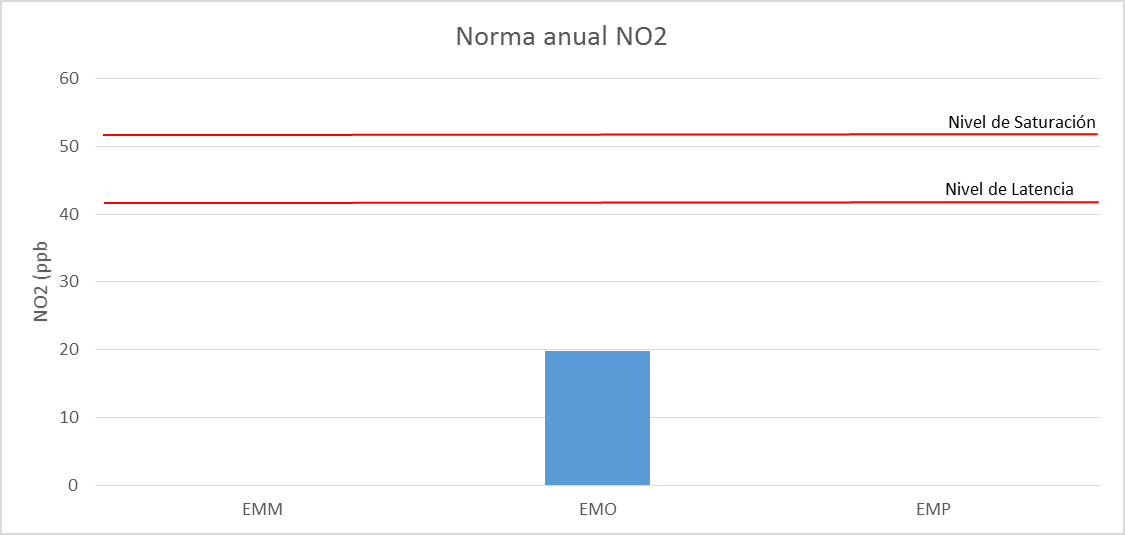 Norma anual NO2
60
Nivel de Saturación
50
Nivel de Latencia
40
30
20
10
0
NO2 (ppb
EMM
EMO
EMP